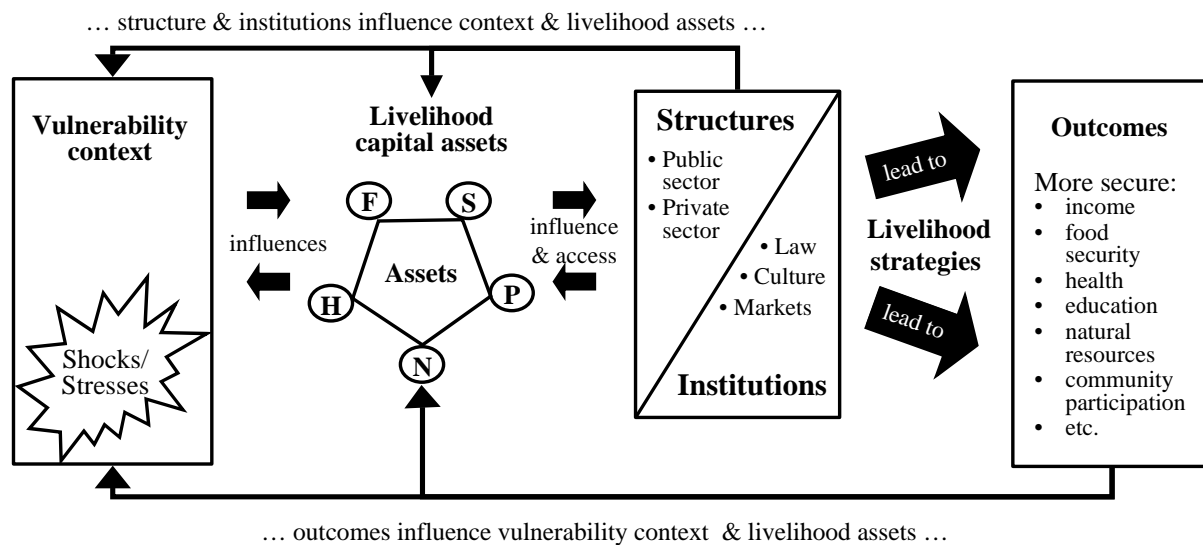 … structure & institutions influence context & livelihood assets …
Vulnerability
context
Shocks/
Stresses
influences
Livelihood
capital assets
F
S
H
Assets
P
N
influence
& access
Structures
• Public
sector
• Private
sector
• Law
• Culture
• Markets
Institutions
lead to
Livelihood
strategies
lead to
Outcomes
More secure:
• income
• food
security
• health
• education
• natural
resources
• community
participation
• etc.
… outcomes influence vulnerability context & livelihood assets …